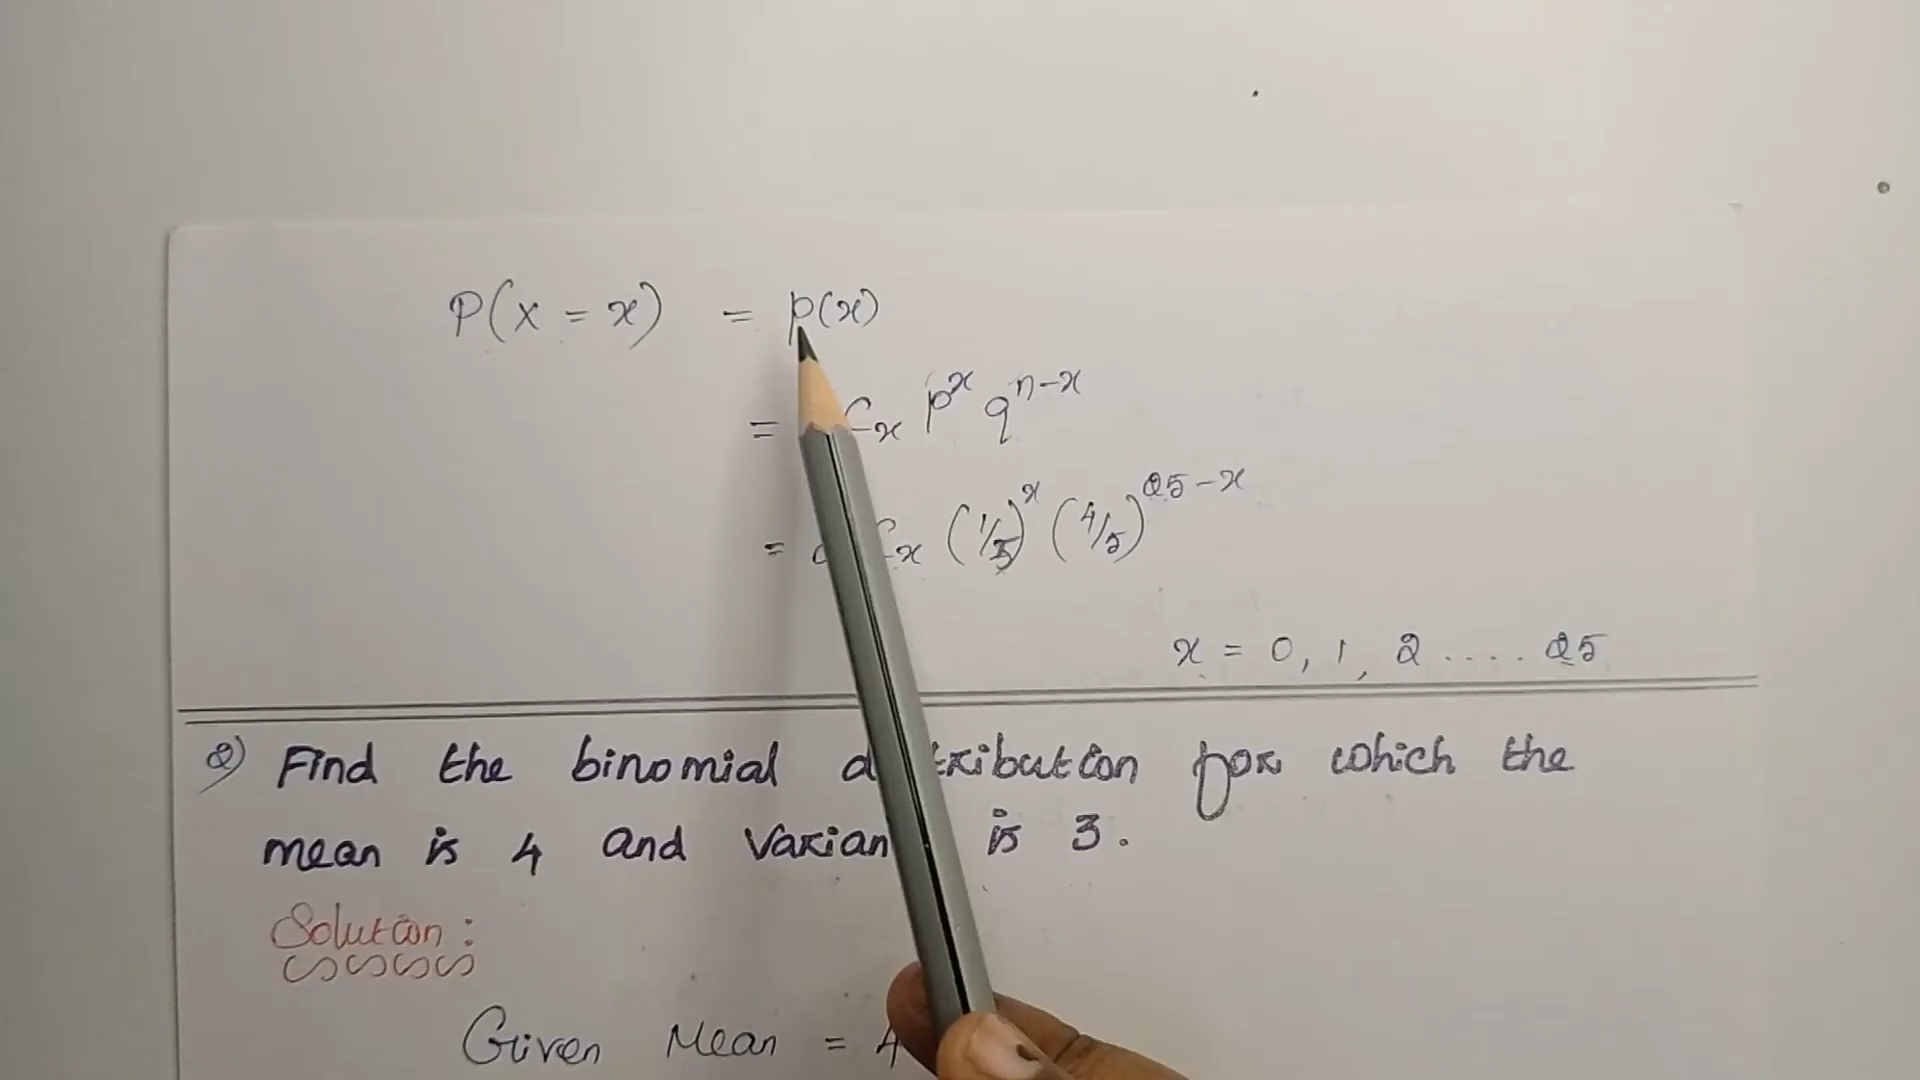 P(X = x) = p(x)
= Cx p^x q^n-x
= Cx (1/5)^x (4/5)^25-x
x = 0, 1, 2 .... 25
2) Find the binomial for which the
mean is 4 and is 3.
Solution:
Given Mean = 4